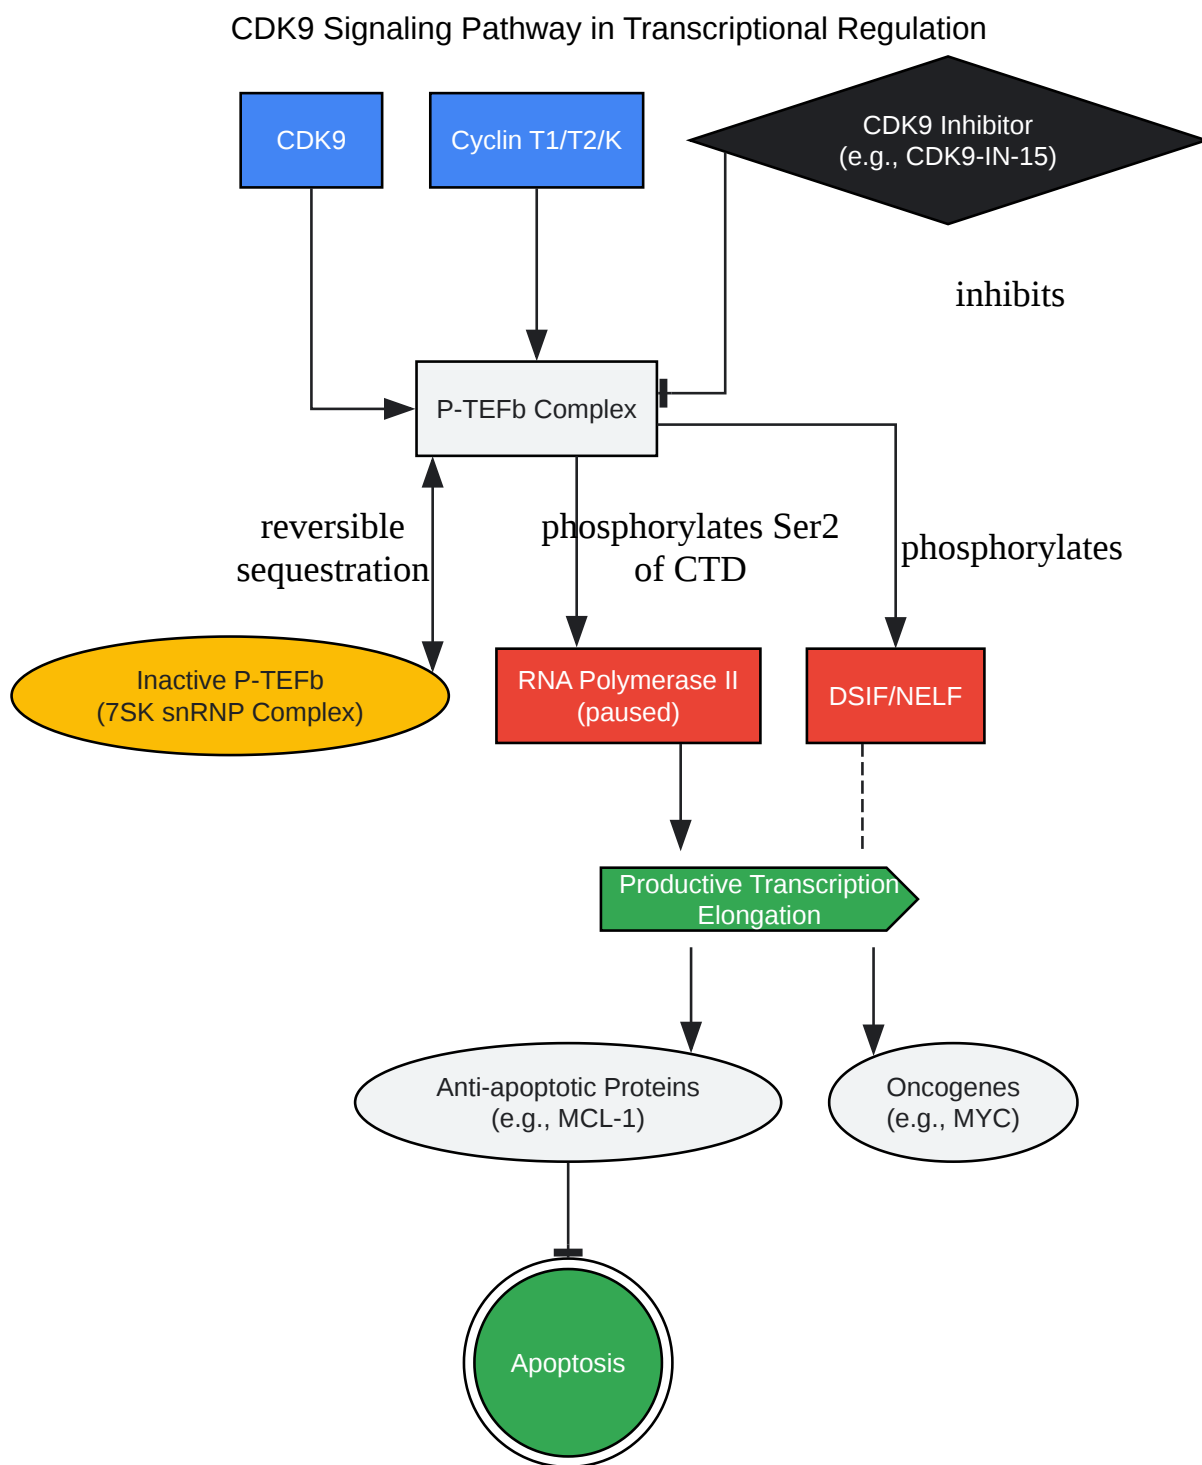 CDK9 Signaling Pathway in Transcriptional Regulation
CDK9
Cyclin T1/T2/K
CDK9 Inhibitor
(e.g., CDK9-IN-15)
inhibits
P-TEFb Complex
reversible
sequestration
phosphorylates Ser2
of CTD
phosphorylates
Inactive P-TEFb
(7SK snRNP Complex)
RNA Polymerase II
(paused)
DSIF/NELF
Productive Transcription
Elongation
Anti-apoptotic Proteins
(e.g., MCL-1)
Oncogenes
(e.g., MYC)
Apoptosis